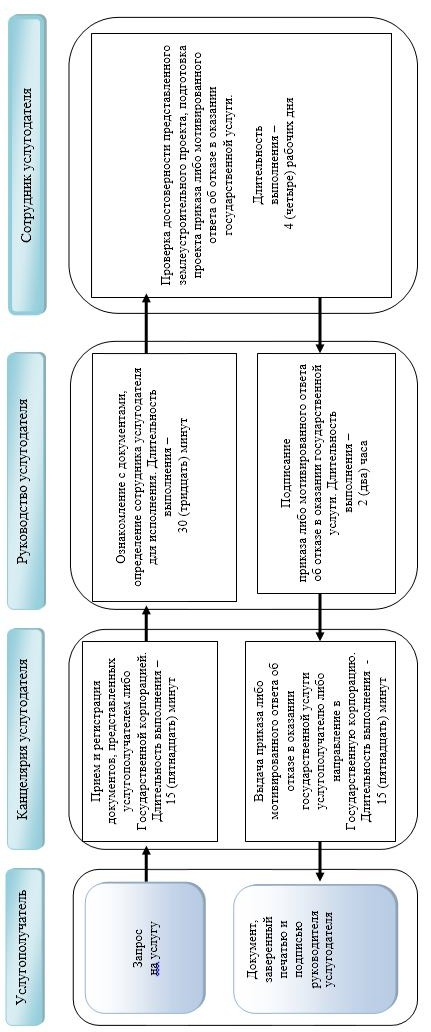 Услугополучатель
Канцелярия услугодателя
Руководство услугодателя
Сотрудник услугодателя
Запрос
на услугу
Прием и регистрация
документов, представленных
услугополучателем либо
Государственной корпорацией.
Длительность выполнения –
15 (пятнадцать) минут
Ознакомление с документами,
определение сотрудника услугодателя
для исполнения. Длительность
выполнения –
30 (тридцать) минут
Проверка достоверности представленного
землеустроительного проекта, подготовка
проекта приказа либо мотивированного
ответа об отказе в оказании
государственной услуги.
Длительность
выполнения –
4 (четыре) рабочих дня
Подписание
приказа либо мотивированного ответа
об отказе в оказании государственной
услуги. Длительность
выполнения –
2 (два) часа
Выдача приказа либо
мотивированного ответа об
отказе в оказании
государственной услуги
услугополучателю либо
направление в
Государственную корпорацию.
Длительность выполнения -
15 (пятнадцать) минут
Документ,
заверенный
печатью и
подписью
руководителя
услугодателя